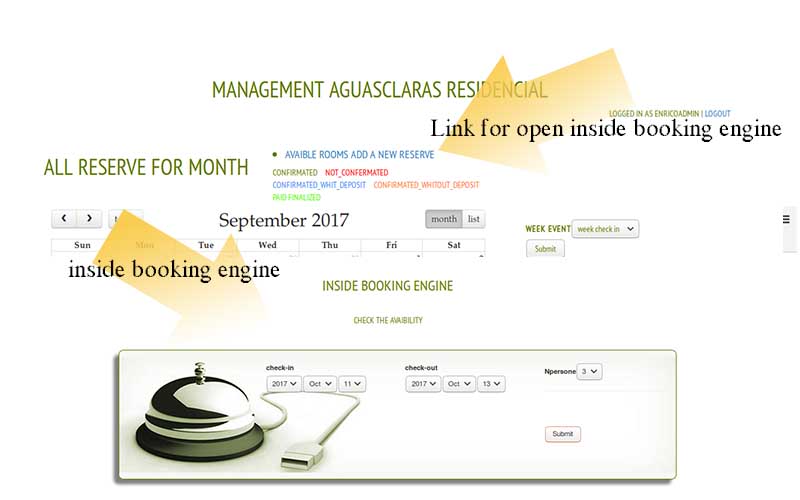 MANAGEMENT AGUASCLARAS RESIDENCIAL
LOGGED IN AS ENRICOADMIN | LOGOUT
Link for open inside booking engine
ALL RESERVE FOR MONTH
AVAIBLE ROOMS ADD A NEW RESERVE
CONFIRMATED NOT_CONFERMATED
CONFIRMATED_WHIT_DEPOSIT CONFIRMATED_WHITOUT_DEPOSIT
PAID FINALIZED
September 2017
month list
WEEK EVENT week check in
Submit
Sun Mon Tue Wed Thu Fri Sat
inside booking engine
INSIDE BOOKING ENGINE
CHECK THE AVAIBILITY
check-in check-out Npersone 3
2017 Oct 11 2017 Oct 13
Submit